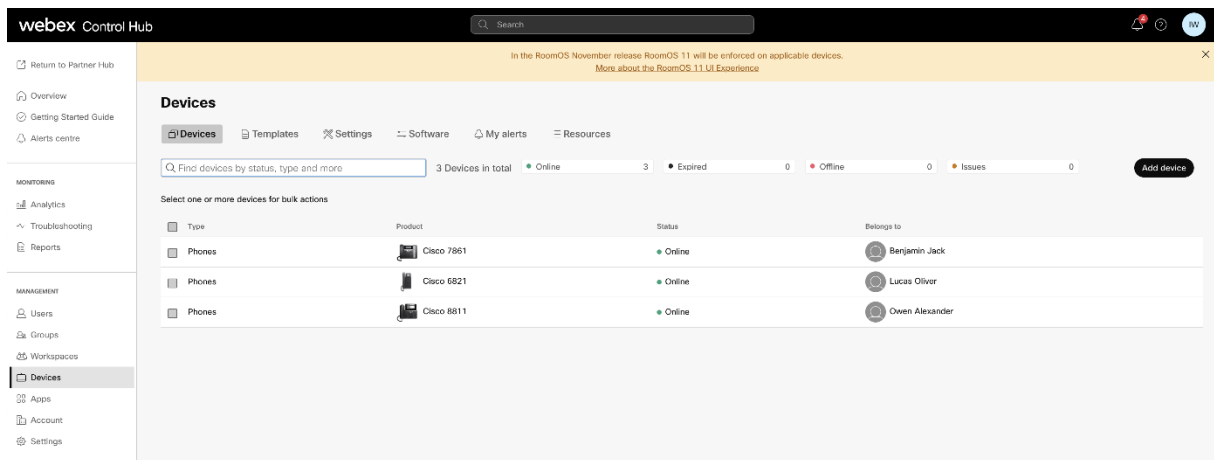 webex Control Hub
Search
4
IW
In the RoomOS November release RoomOS 11 will be enforced on applicable devices.
More about the RoomOS 11 UI Experience
Return to Partner Hub
Overview
Getting Started Guide
Alerts centre
MONITORING
Analytics
Troubleshooting
Reports
MANAGEMENT
Users
Groups
Workspaces
Devices
Apps
Account
Settings
Devices
Devices Templates Settings Software My alerts Resources
Find devices by status, type and more 3 Devices in total Online 3 Expired 0 Offline 0 Issues 0 Add device
Select one or more devices for bulk actions
Type Product Status Belongs to
Phones Cisco 7861 Online Benjamin Jack
Phones Cisco 6821 Online Lucas Oliver
Phones Cisco 8811 Online Owen Alexander